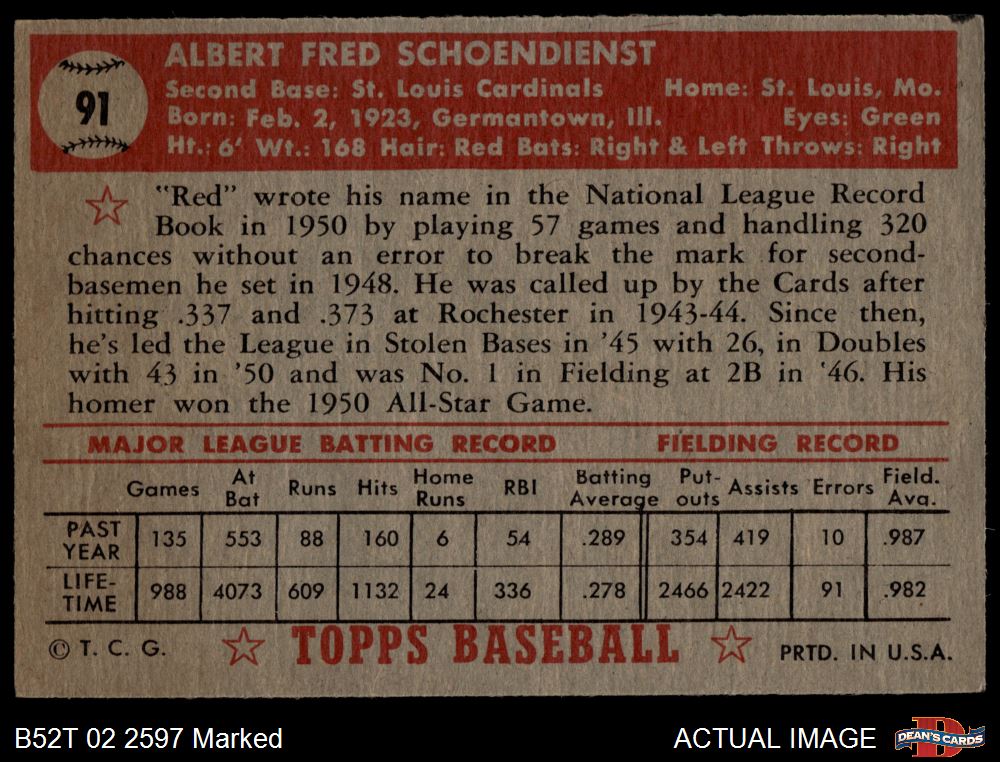 91
ALBERT FRED SCHOENDIENST
Second Base: St. Louis Cardinals Home: St. Louis, Mo.
Born: Feb. 2, 1923, Germantown, Ill. Eyes: Green
Ht.: 6' Wt.: 168 Hair: Red Bats: Right & Left Throws: Right
"Red" wrote his name in the National League Record
Book in 1950 by playing 57 games and handling 320
chances without an error to break the mark for second-
basemen he set in 1948. He was called up by the Cards after
hitting .337 and .373 at Rochester in 1943-44. Since then,
he's led the League in Stolen Bases in '45 with 26, in Doubles
with 43 in '50 and was No. 1 in Fielding at 2B in '46. His
homer won the 1950 All-Star Game.
MAJOR LEAGUE BATTING RECORD FIELDING RECORD
Games At Bat Runs Hits Home Runs RBI Batting Average Put-outs Assists Errors Field. Avg.
PAST YEAR 135 553 88 160 6 54 .289 354 419 10 .987
LIFE-TIME 988 4073 609 1132 24 336 .278 2466 2422 91 .982
© T. C. G. TOPPS BASEBALL PRTD. IN U.S.A.
B52T 02 2597 Marked ACTUAL IMAGE DEAN'S CARDS